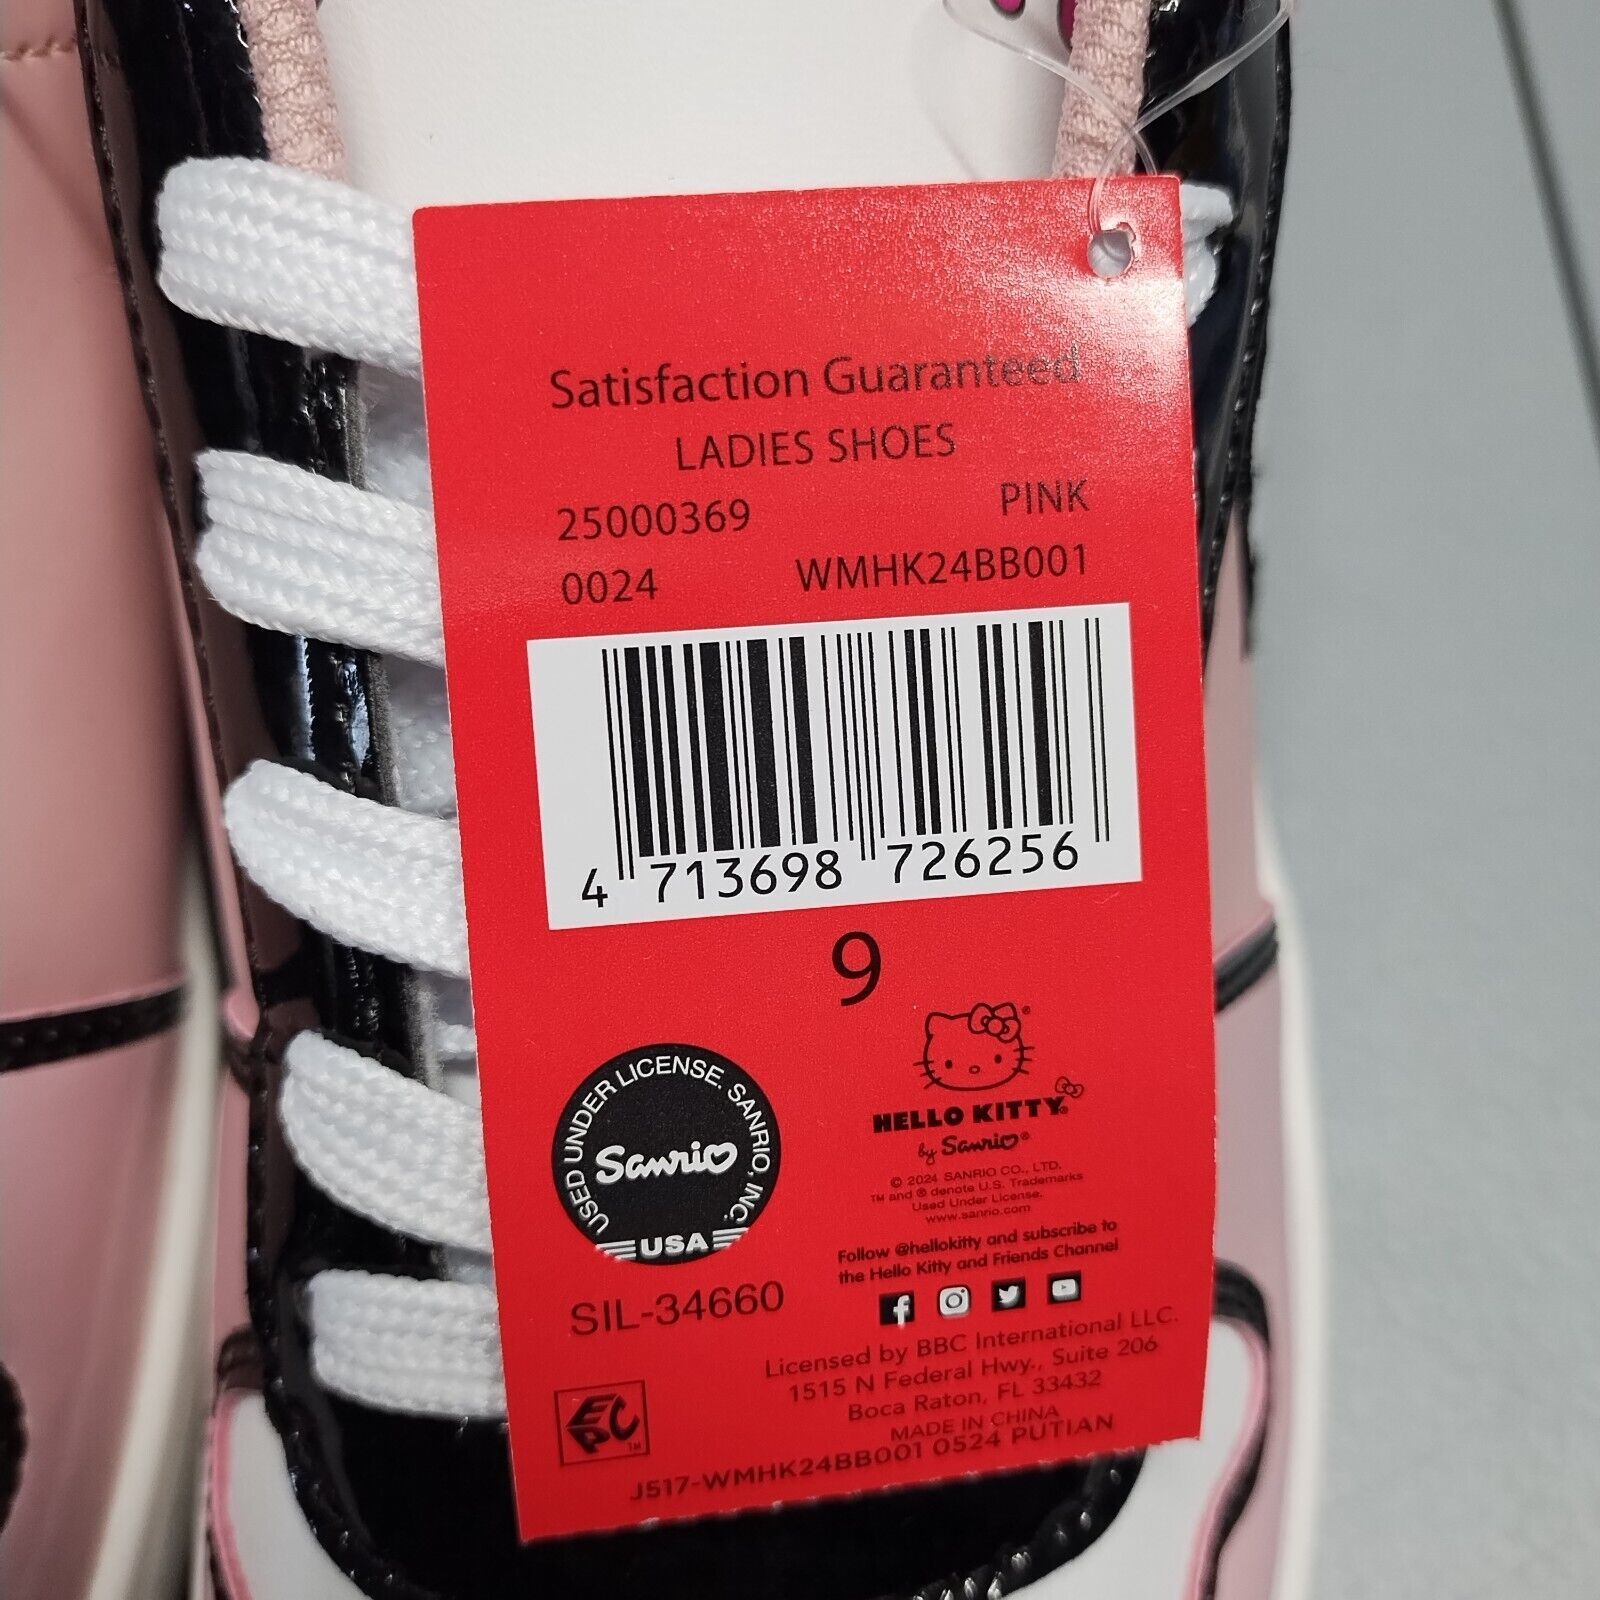 Satisfaction Guaranteed
LADIES SHOES
25000369 PINK
0024 WMHK24BB001
4 713698 726256
9
USED UNDER LICENSE. SANRIO, INC.
Sanrio
USA
SIL-34660
HELLO KITTY®
by Sanrio®
© 2024 SANRIO CO., LTD.
TM and ® denote U.S. Trademarks
Used Under License.
www.sanrio.com
Follow @hellokitty and subscribe to
the Hello Kitty and Friends Channel
Licensed by BBC International LLC.
1515 N Federal Hwy., Suite 206
Boca Raton, FL 33432
MADE IN CHINA
J517-WMHK24BB001 0524 PUTIAN
EPC TM